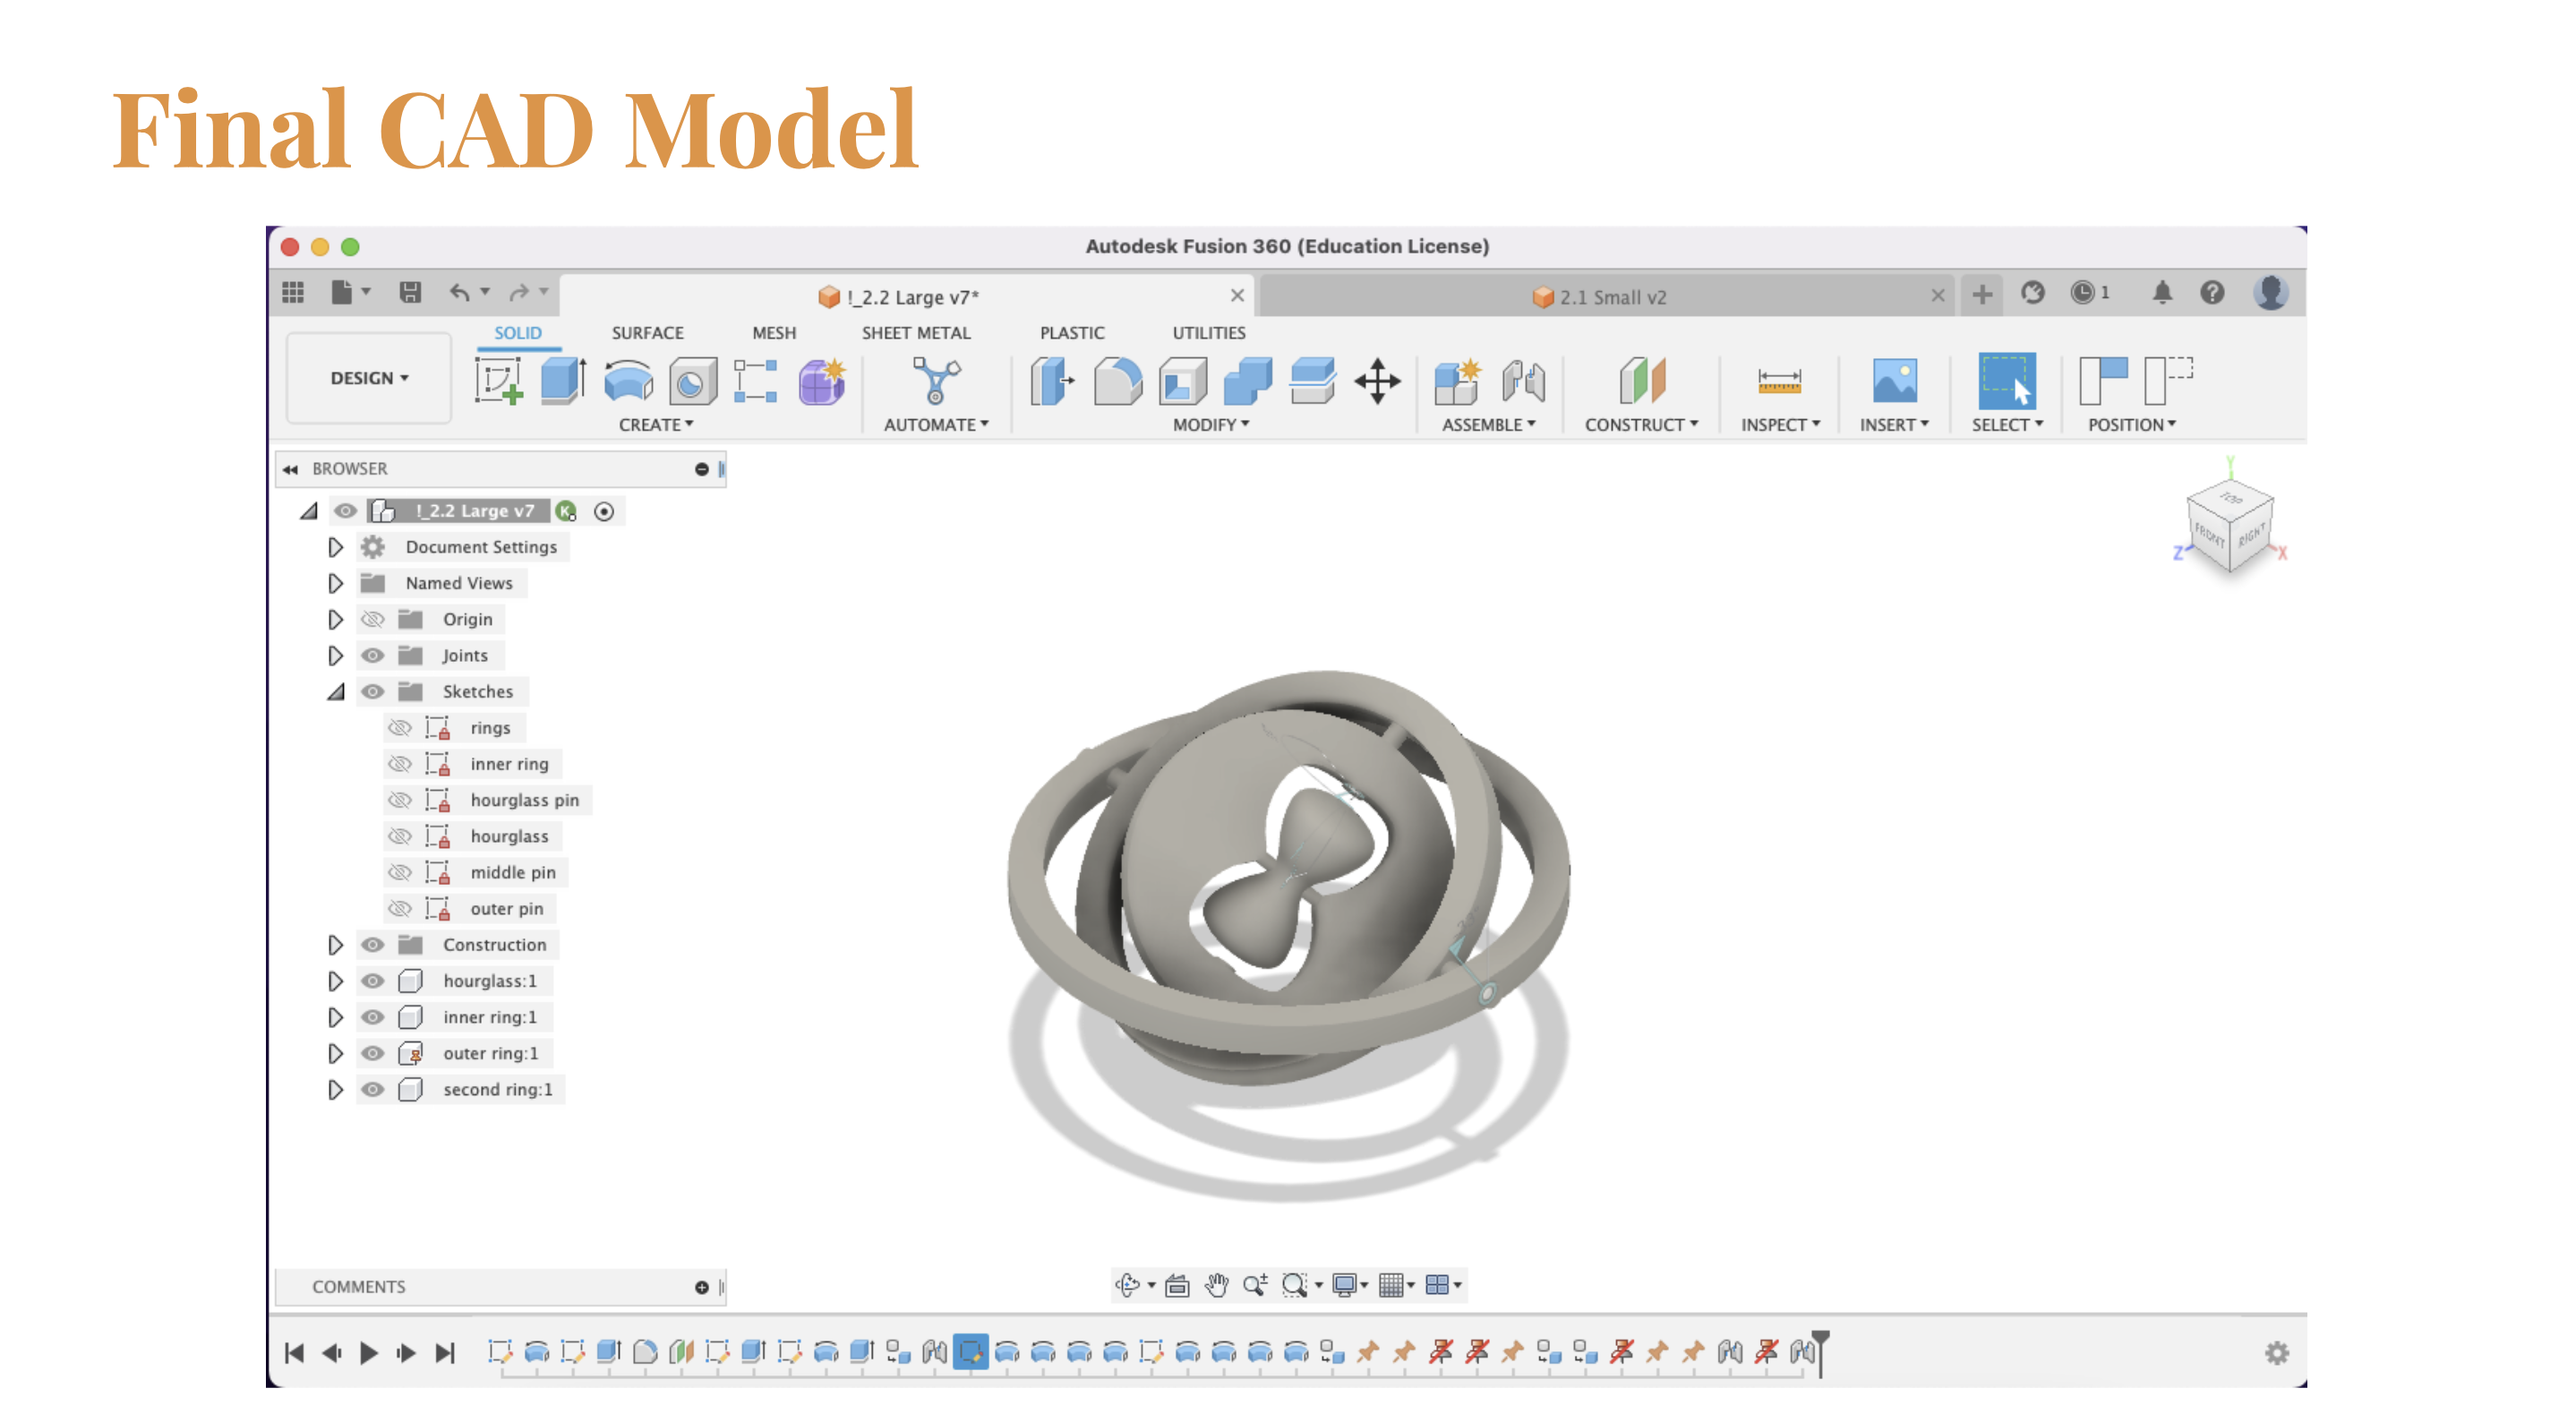 Final CAD Model
Autodesk Fusion 360 (Education License)
!_2.2 Large v7*
2.1 Small v2
1
SOLID SURFACE MESH SHEET METAL PLASTIC UTILITIES
DESIGN
CREATE AUTOMATE MODIFY ASSEMBLE CONSTRUCT INSPECT INSERT SELECT POSITION
BROWSER
!_2.2 Large v7
K
Document Settings
Named Views
Origin
Joints
Sketches
rings
inner ring
hourglass pin
hourglass
middle pin
outer pin
Construction
hourglass:1
inner ring:1
outer ring:1
second ring:1
Y
TOP
FRONT RIGHT
Z X
COMMENTS